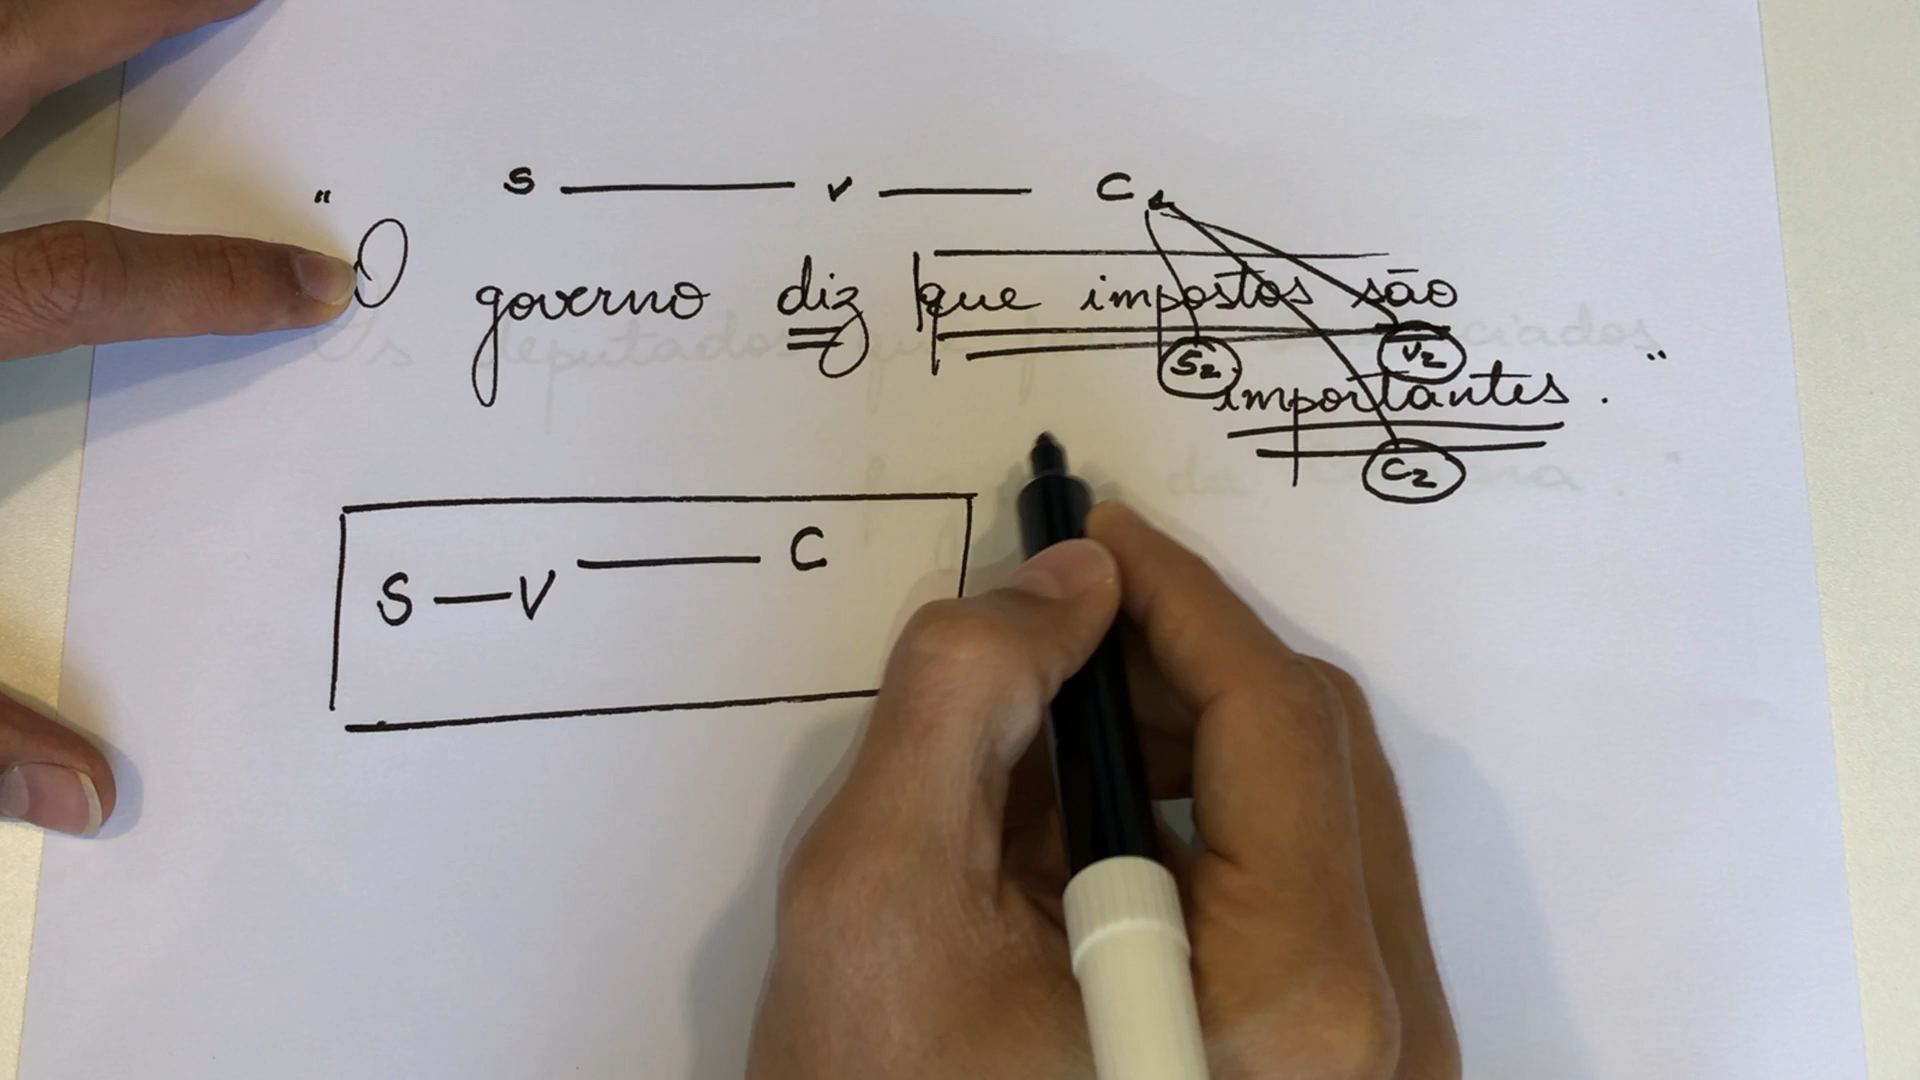 S V C
"O governo diz que impostos são
S2 V2
importantes."
C2
S — V — C